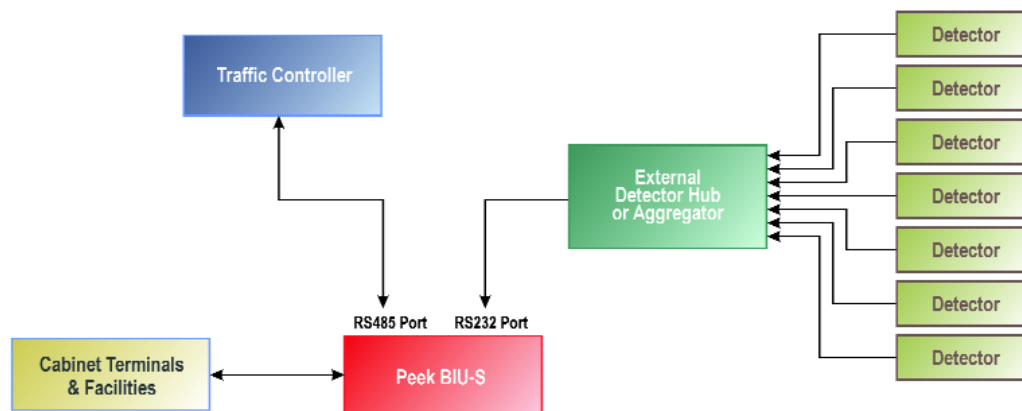 Detector
Traffic Controller
Detector
Detector
External
Detector Hub
or Aggregator
Detector
Detector
Detector
RS485 Port
RS232 Port
Detector
Cabinet Terminals
& Facilities
Peek BIU-S